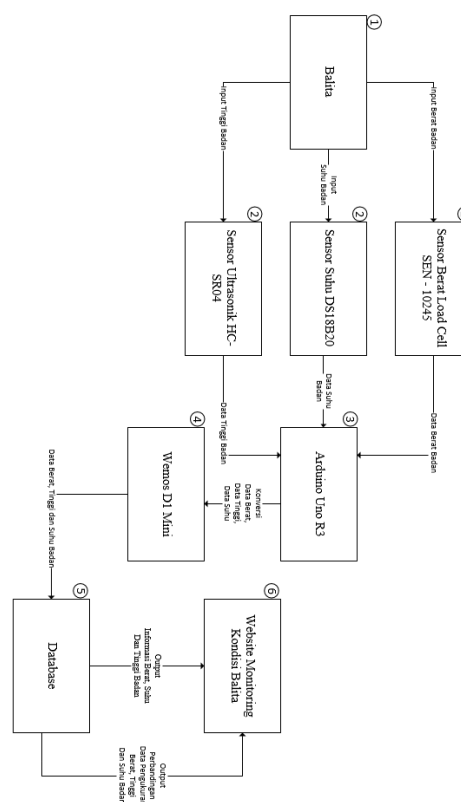 1
Balita
Input Berat Badan
Input
Suhu Badan
Input Tinggi Badan
Sensor Berat Load Cell
SEN - 10245
2
Sensor Suhu DS18B20
2
Sensor Ultrasonik HC-
SR04
Data Berat Badan
Data Suhu
Badan
Data Tinggi Badan
3
Arduino Uno R3
Konversi
Data Berat,
Data Tinggi,
Data Suhu
4
Wemos D1 Mini
Data Berat, Tinggi dan Suhu Badan
5
Database
Output
Informasi Berat, Suhu
Dan Tinggi Badan
Output
Perbandingan
Data Pengukuran
Berat, Tinggi
Dan Suhu Badan
6
Website Monitoring
Kondisi Balita